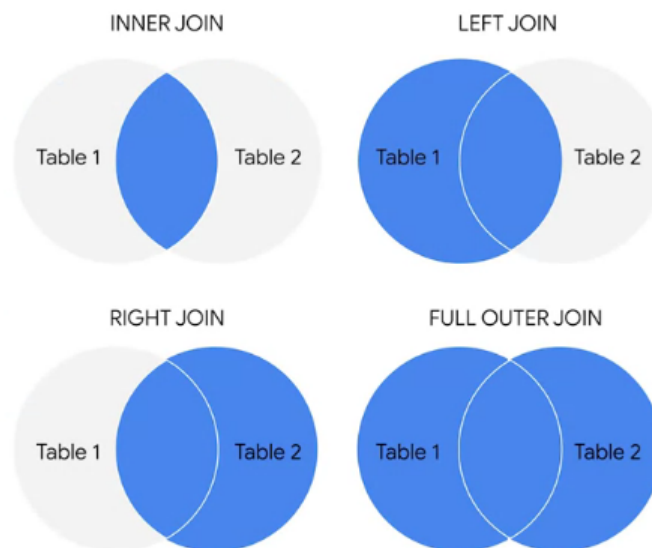 INNER JOIN
LEFT JOIN
Table 1
Table 2
Table 1
Table 2
RIGHT JOIN
FULL OUTER JOIN
Table 1
Table 2
Table 1
Table 2